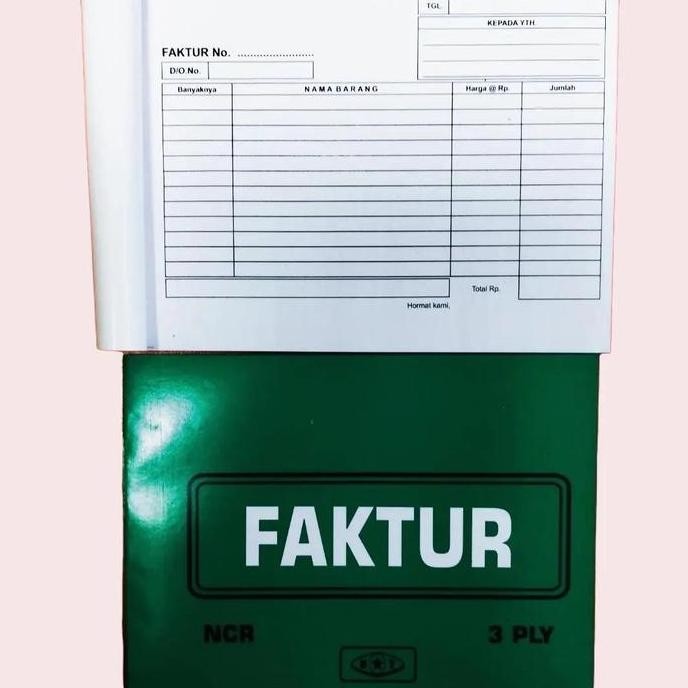 TGL.
KEPADA YTH.
FAKTUR No. ..........................
D/O No.
Banyaknya NAMA BARANG Harga @ Rp. Jumlah
Total Rp.
Hormat kami,
FAKTUR
NCR 3 PLY